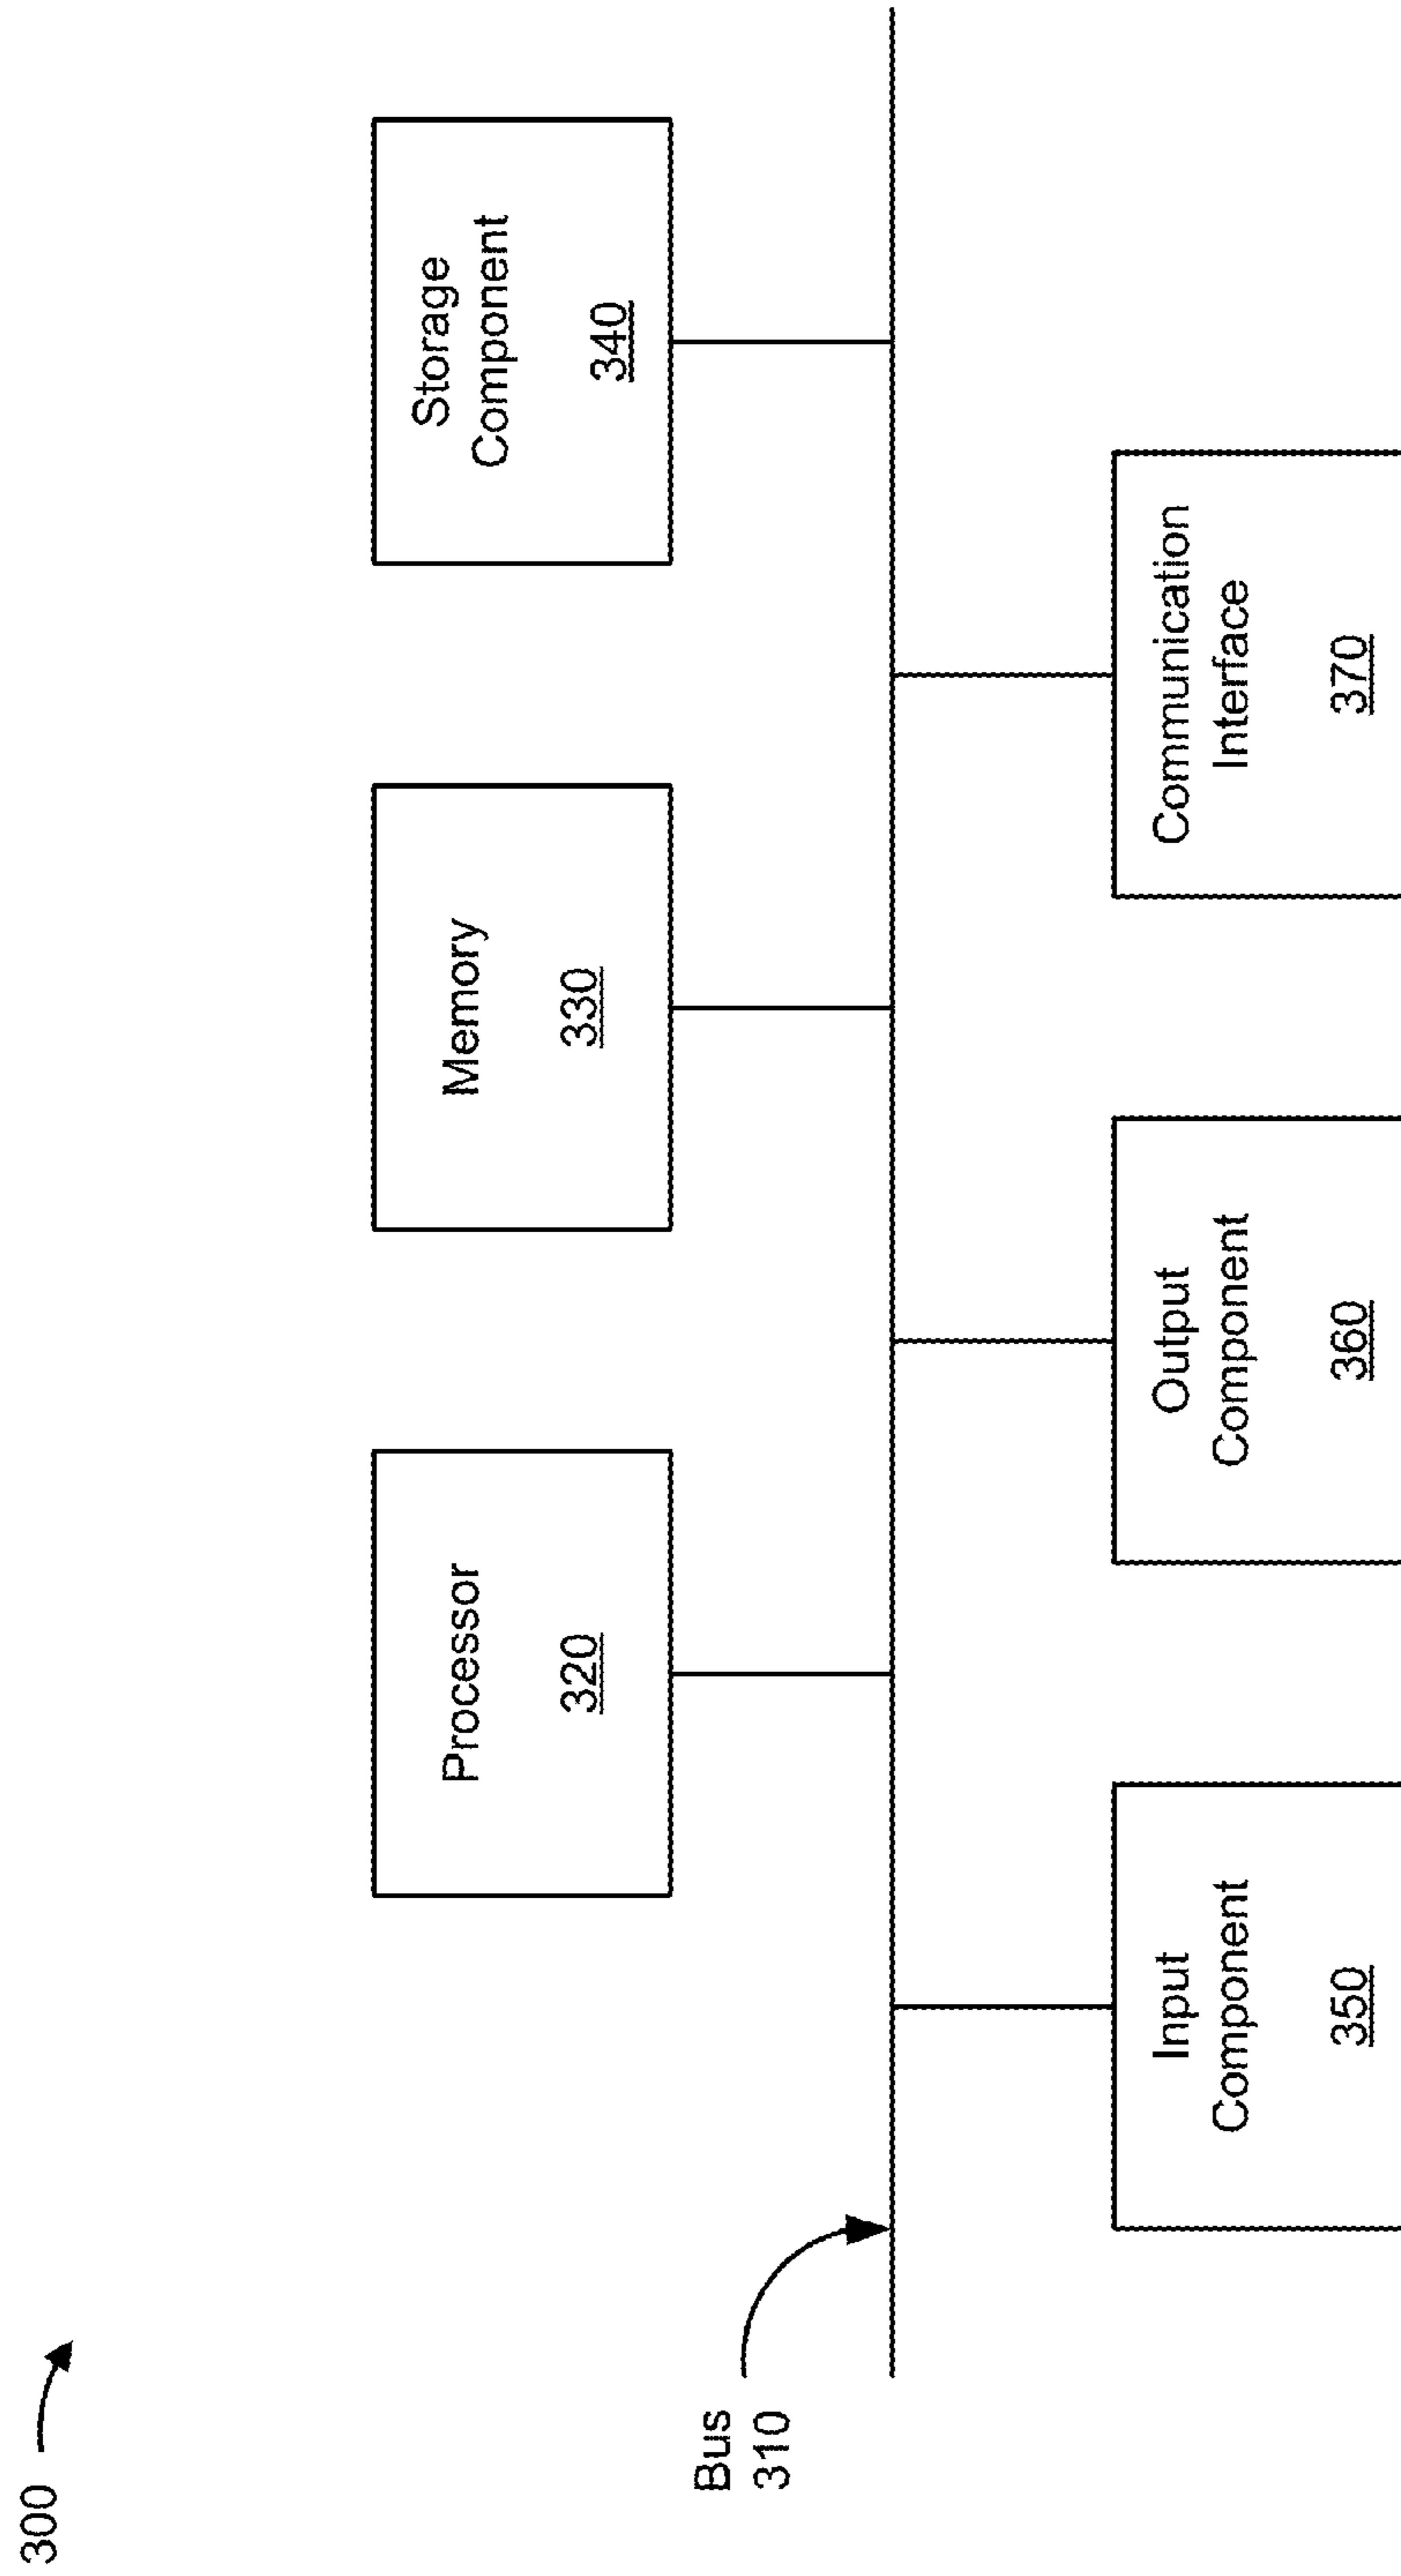 300
Processor
320
Memory
330
Storage
Component
340
Bus
310
Input
Component
350
Output
Component
360
Communication
Interface
370